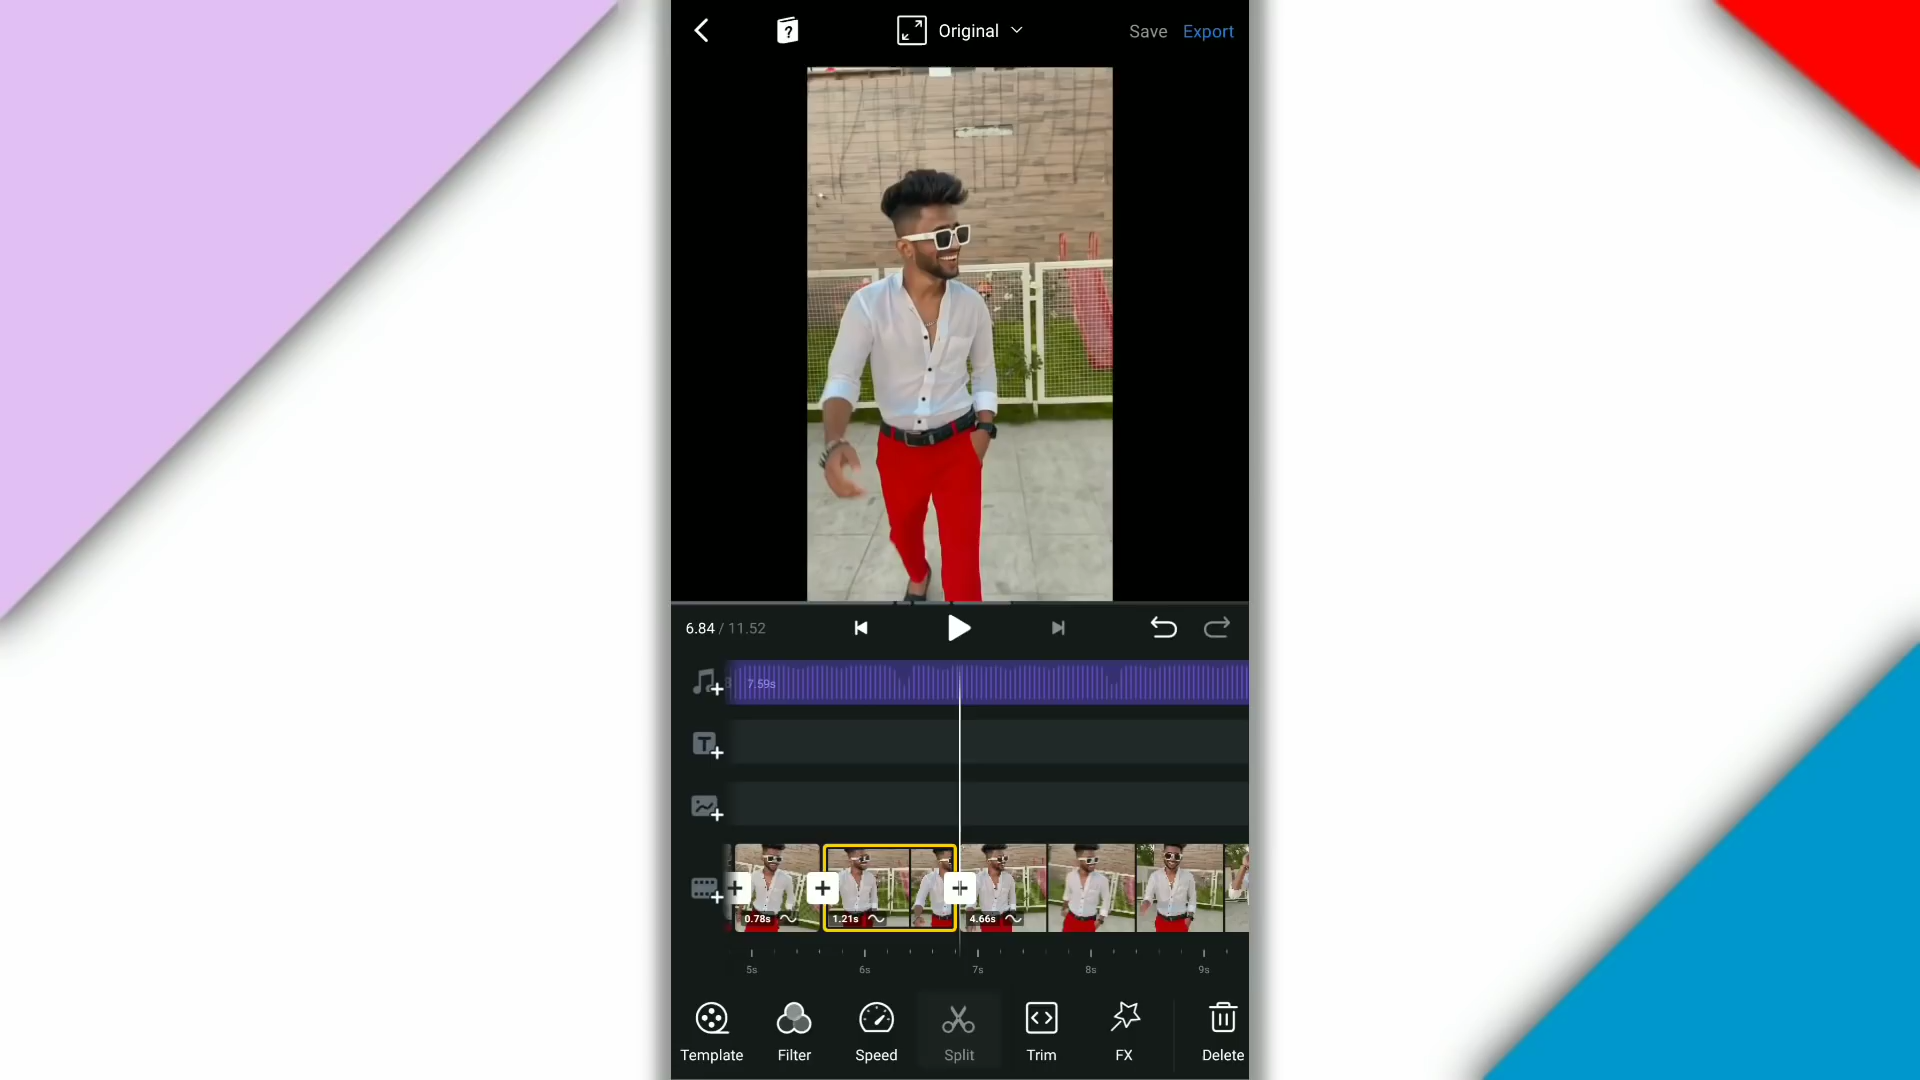 Original
Save
Export
6.84 / 11.52
7.59s
0.78s
1.21s
4.66s
5s
6s
7s
8s
9s
Template
Filter
Speed
Split
Trim
FX
Delete